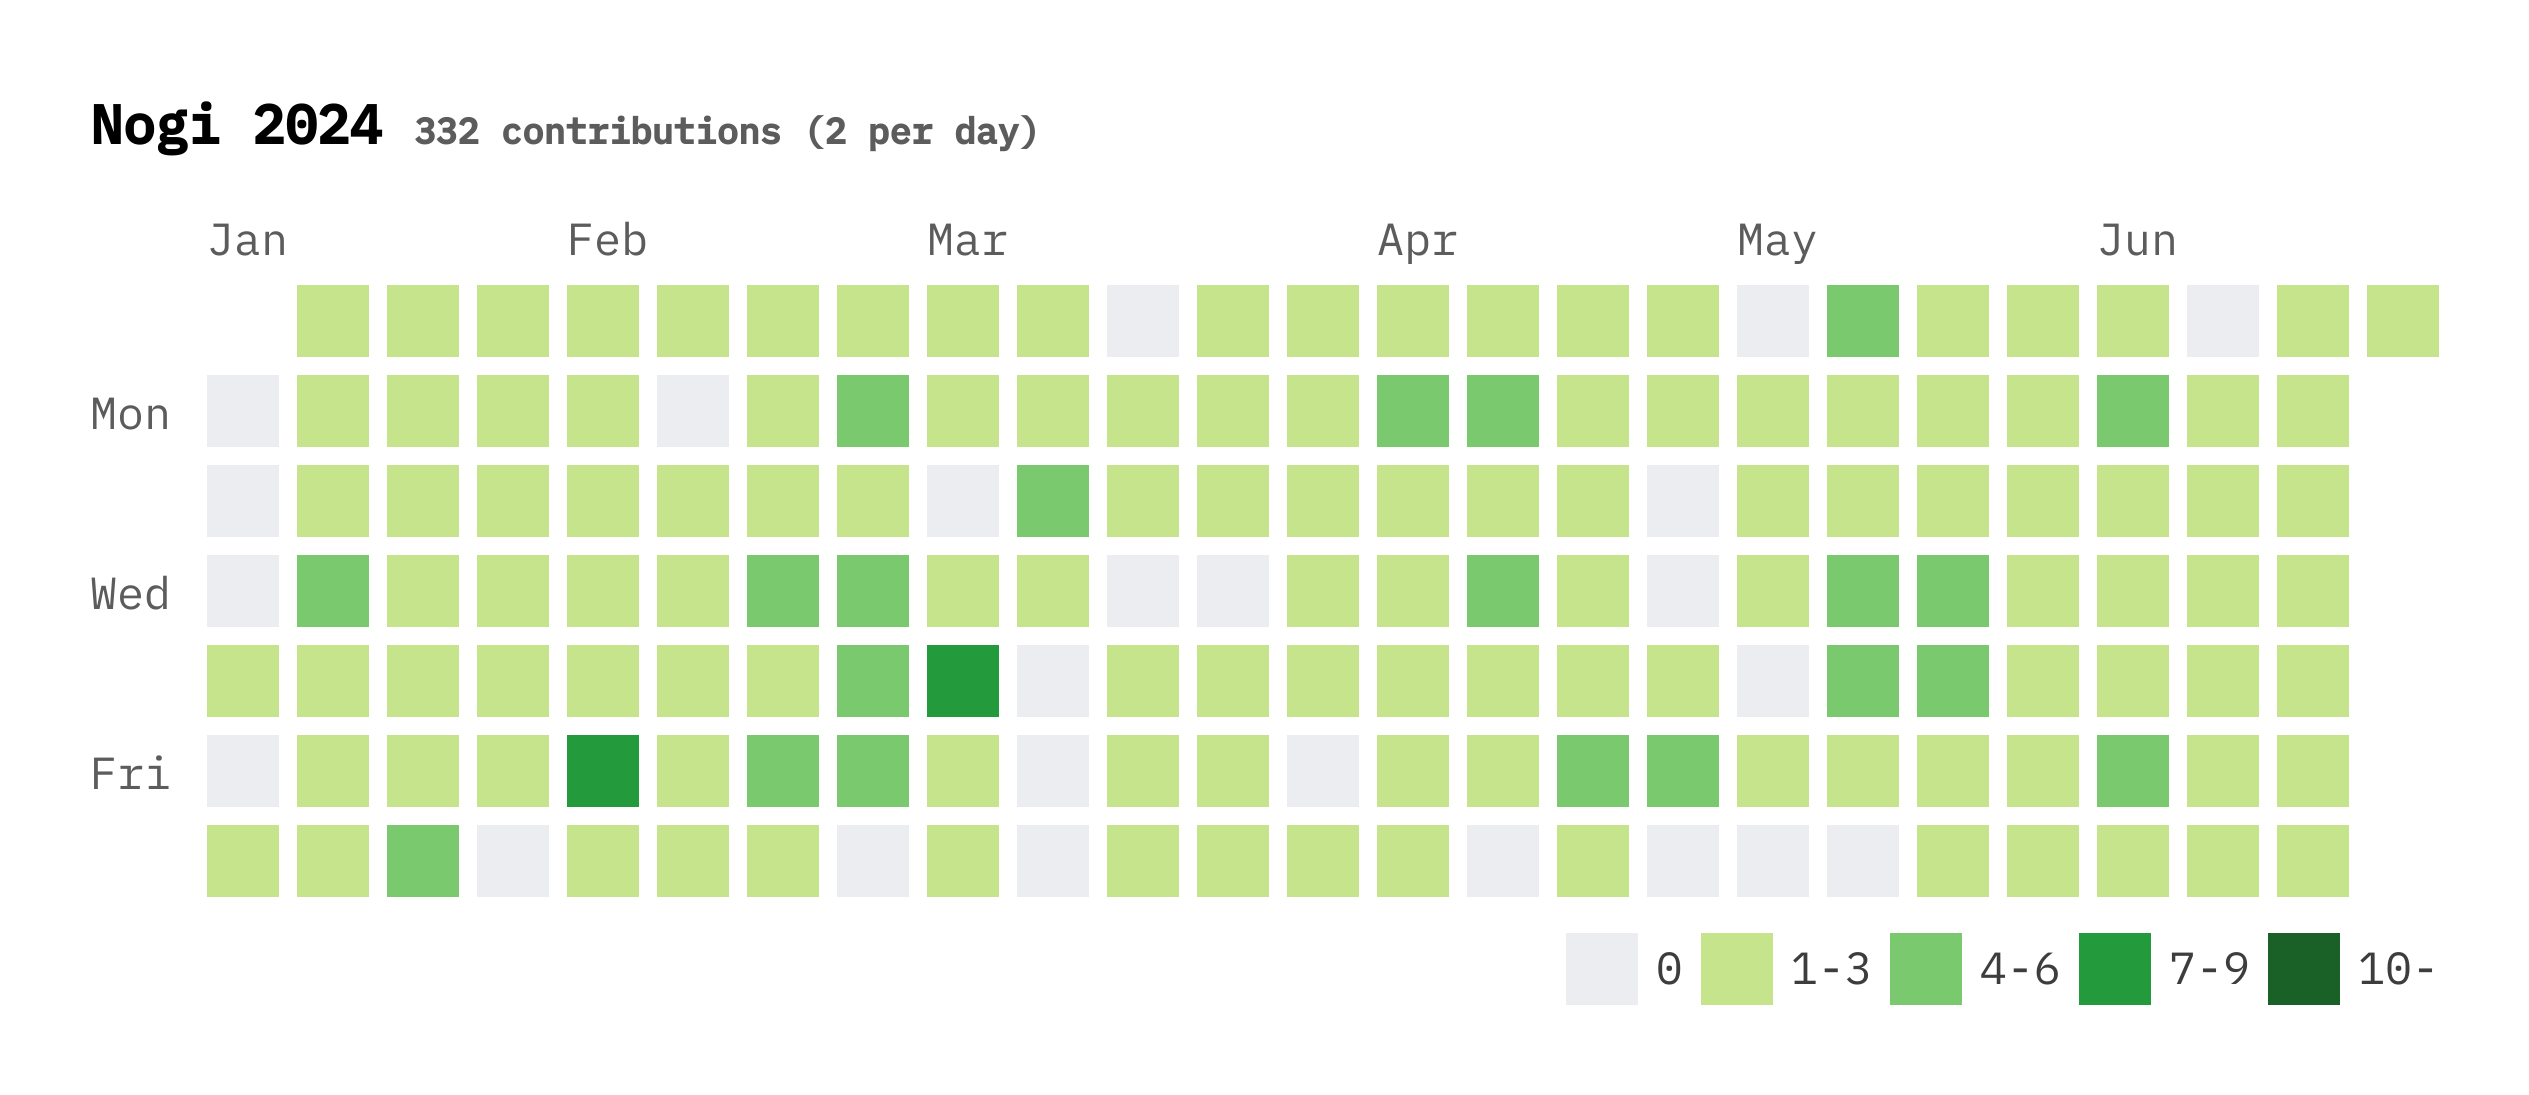 Nogi 2024 332 contributions (2 per day)
Jan Feb Mar Apr May Jun
Mon
Wed
Fri
0 1-3 4-6 7-9 10-